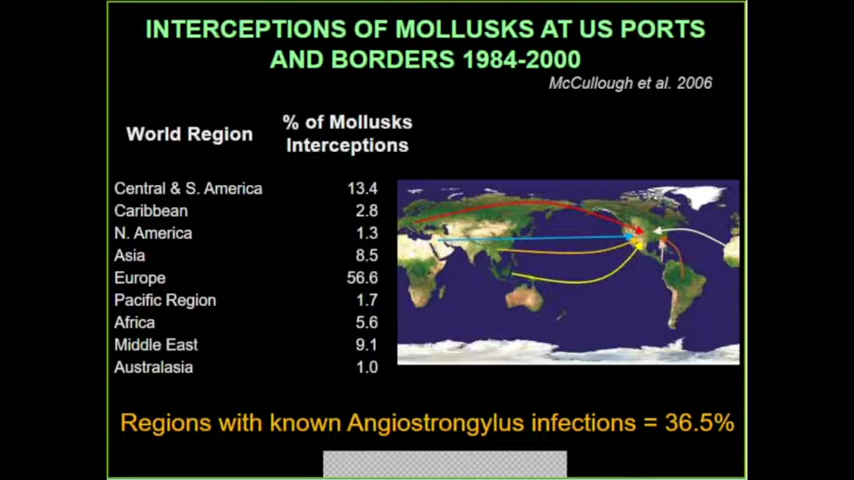 INTERCEPTIONS OF MOLLUSKS AT US PORTS
AND BORDERS 1984-2000
McCullough et al. 2006
World Region
% of Mollusks
Interceptions
Central & S. America 13.4
Caribbean 2.8
N. America 1.3
Asia 8.5
Europe 56.6
Pacific Region 1.7
Africa 5.6
Middle East 9.1
Australasia 1.0
Regions with known Angiostrongylus infections = 36.5%